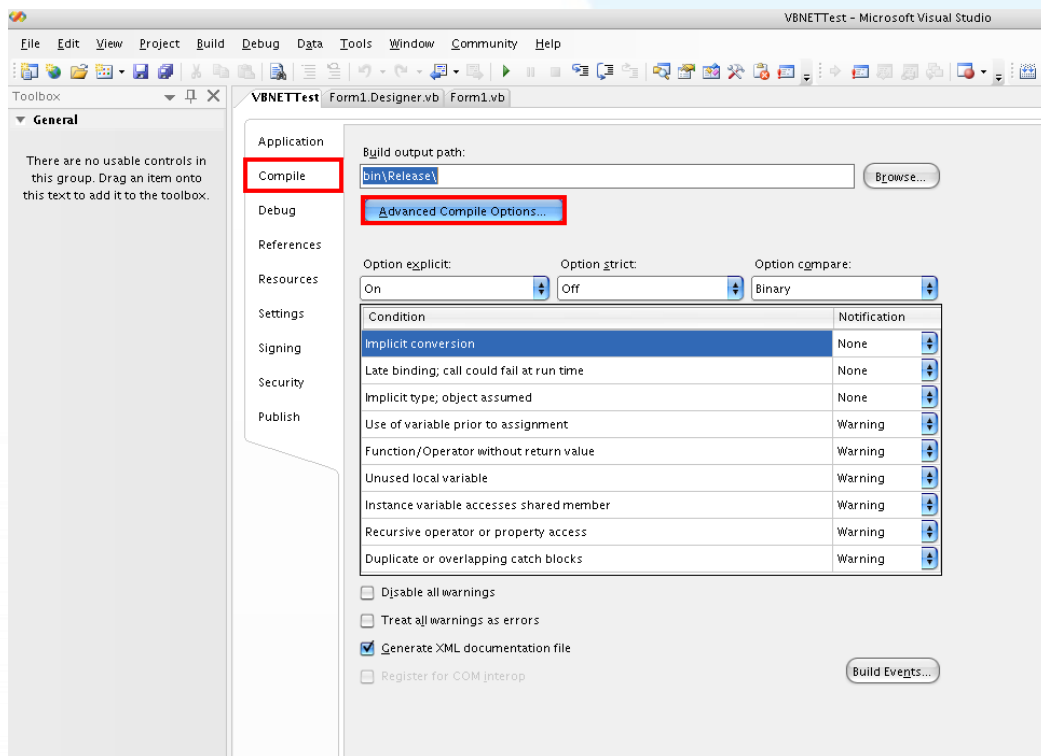 VBNETTest - Microsoft Visual Studio
File Edit View Project Build Debug Data Tools Window Community Help
Toolbox
VBNETTest Form1.Designer.vb Form1.vb
General
There are no usable controls in
this group. Drag an item onto
this text to add it to the toolbox.
Application
Compile
Debug
References
Resources
Settings
Signing
Security
Publish
Build output path:
bin\Release\
Browse...
Advanced Compile Options...
Option explicit: Option strict: Option compare:
On Off Binary
Condition Notification
Implicit conversion None
Late binding; call could fail at run time None
Implicit type; object assumed None
Use of variable prior to assignment Warning
Function/Operator without return value Warning
Unused local variable Warning
Instance variable accesses shared member Warning
Recursive operator or property access Warning
Duplicate or overlapping catch blocks Warning
Disable all warnings
Treat all warnings as errors
Generate XML documentation file
Register for COM interop
Build Events...